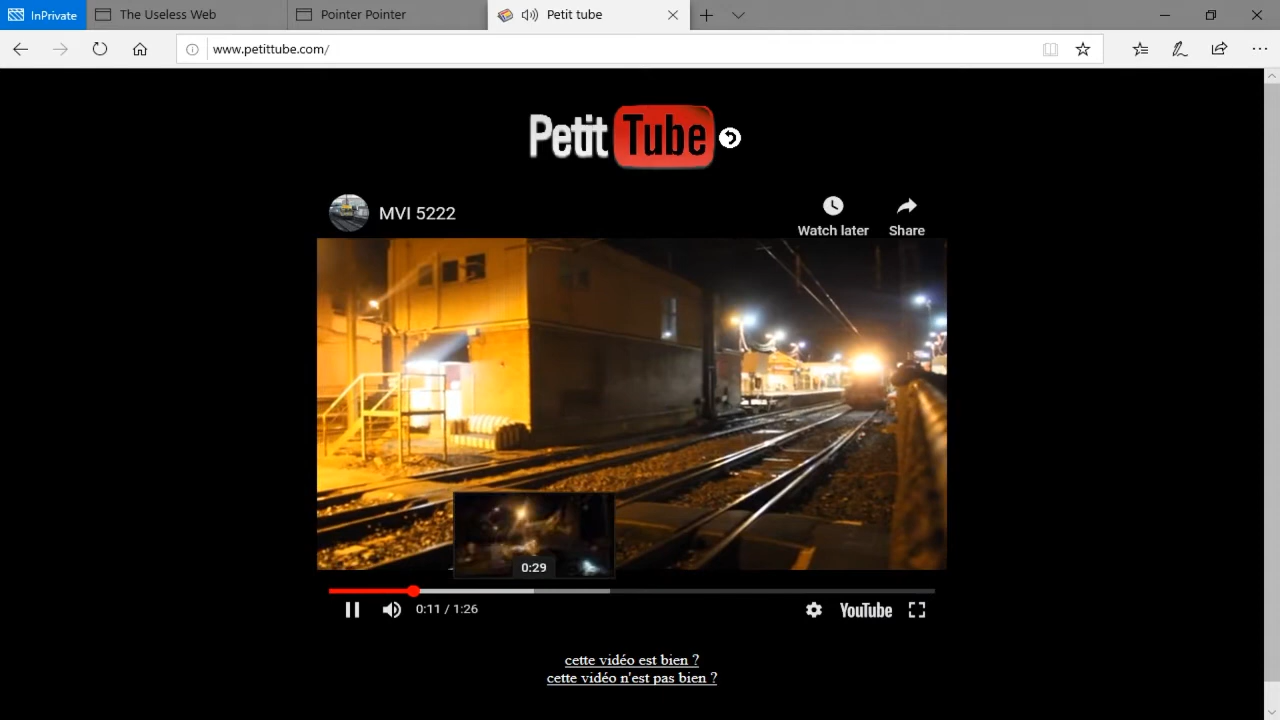 InPrivate The Useless Web Pointer Pointer Petit tube
www.petittube.com/
Petit Tube
MVI 5222
Watch later Share
0:29
0:11 / 1:26 YouTube
cette vidéo est bien ?
cette vidéo n'est pas bien ?